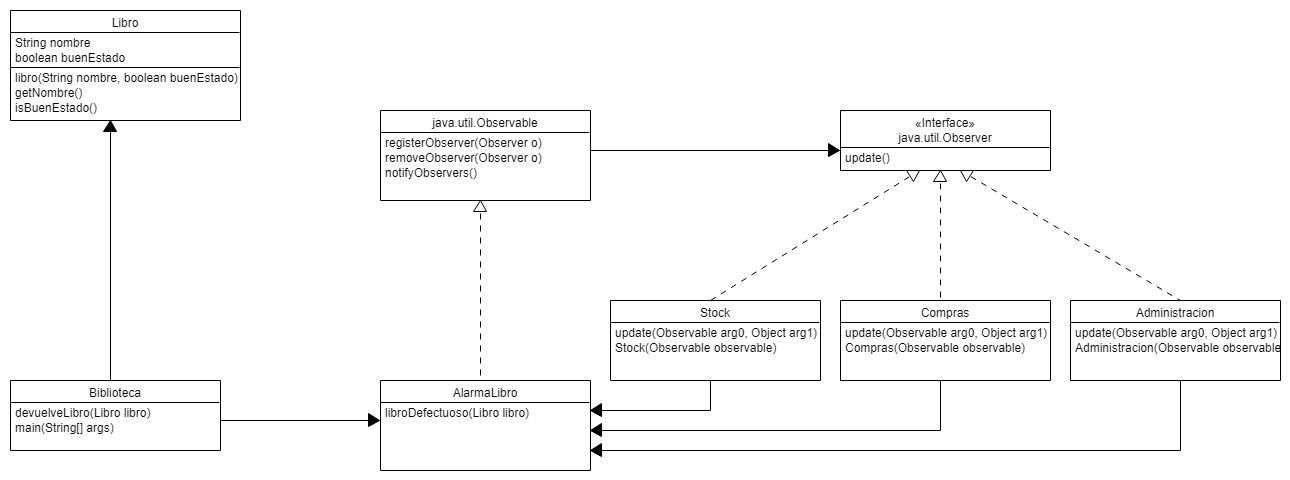 Libro
String nombre
boolean buenEstado
libro(String nombre, boolean buenEstado)
getNombre()
isBuenEstado()
java.util.Observable
registerObserver(Observer o)
removeObserver(Observer o)
notifyObservers()
«Interface»
java.util.Observer
update()
Stock
update(Observable arg0, Object arg1)
Stock(Observable observable)
Compras
update(Observable arg0, Object arg1)
Compras(Observable observable)
Administracion
update(Observable arg0, Object arg1)
Administracion(Observable observable
Biblioteca
devuelveLibro(Libro libro)
main(String[] args)
AlarmaLibro
libroDefectuoso(Libro libro)